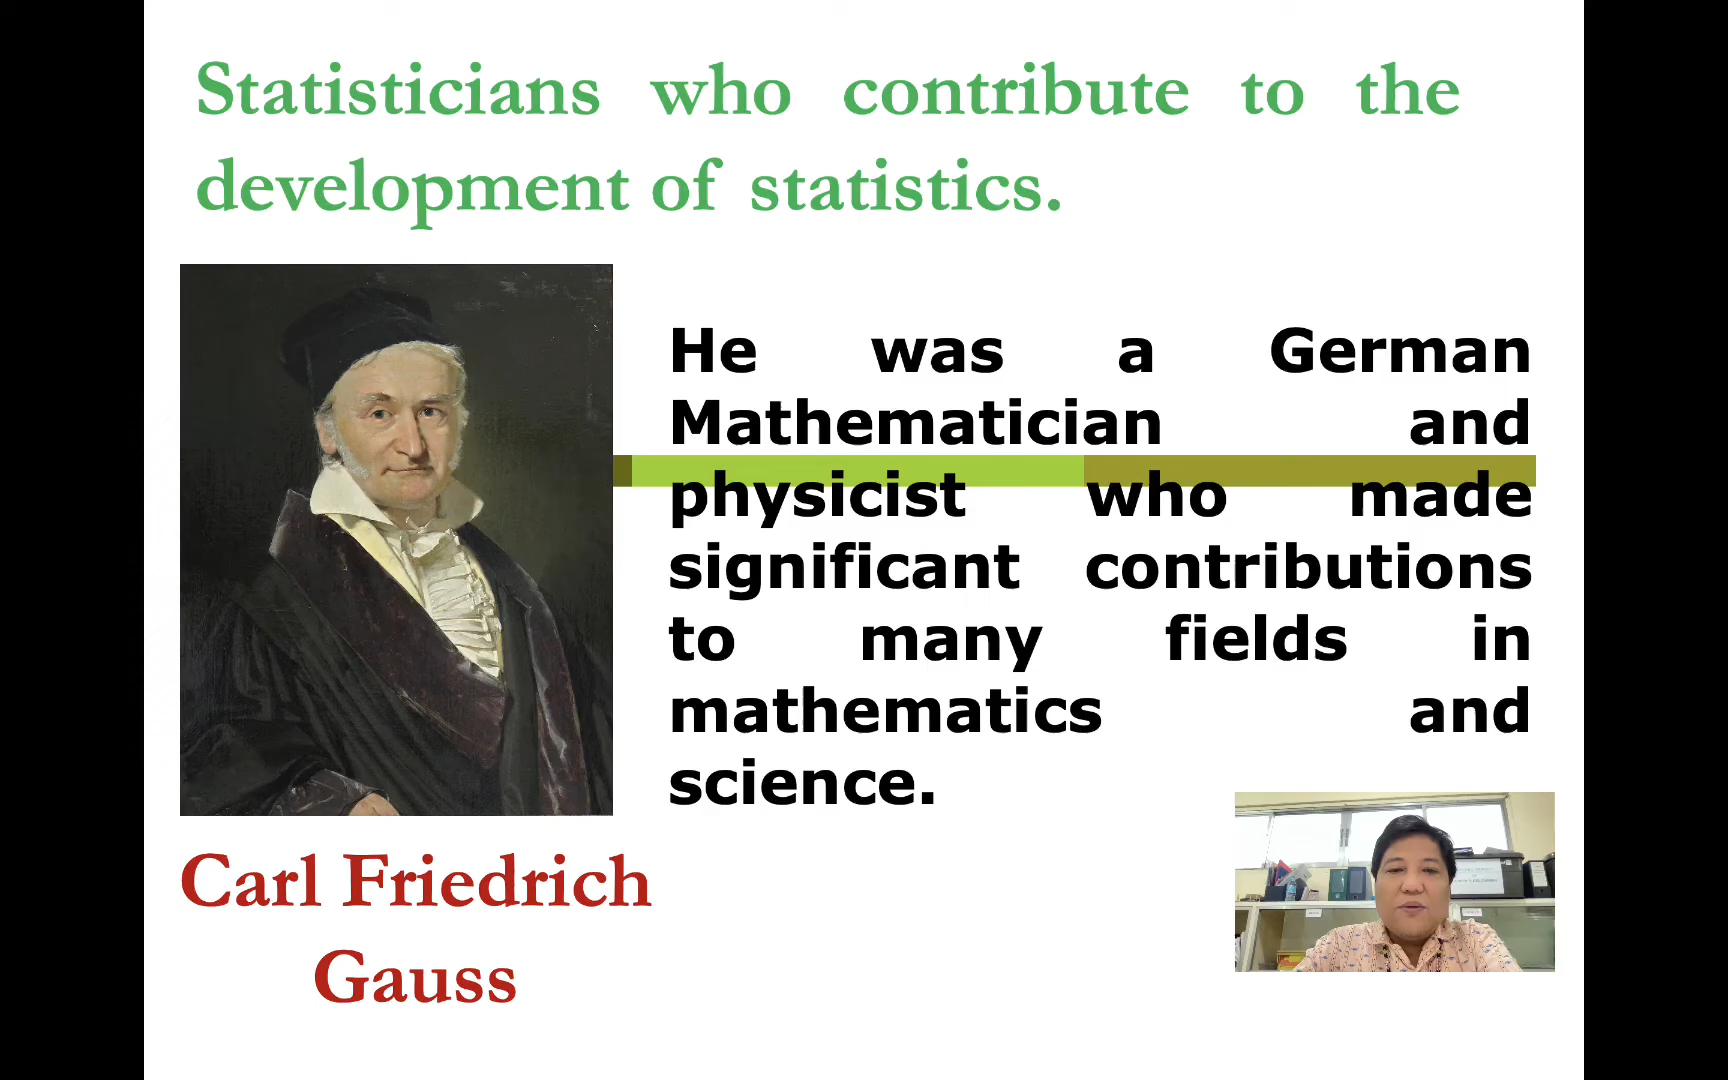 Statisticians who contribute to the
development of statistics.
He was a German
Mathematician and
physicist who made
significant contributions
to many fields in
mathematics and
science.
Carl Friedrich
Gauss